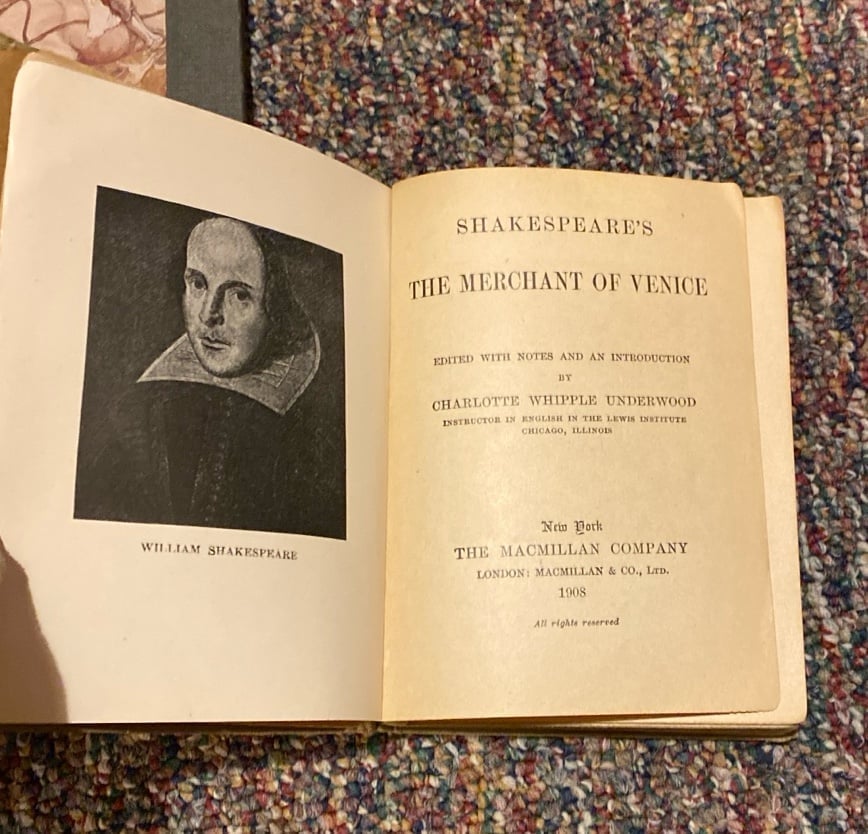 WILLIAM SHAKESPEARE
SHAKESPEARE'S
THE MERCHANT OF VENICE
EDITED WITH NOTES AND AN INTRODUCTION
BY
CHARLOTTE WHIPPLE UNDERWOOD
INSTRUCTOR IN ENGLISH IN THE LEWIS INSTITUTE
CHICAGO, ILLINOIS
New York
THE MACMILLAN COMPANY
LONDON: MACMILLAN & CO., LTD.
1908
All rights reserved